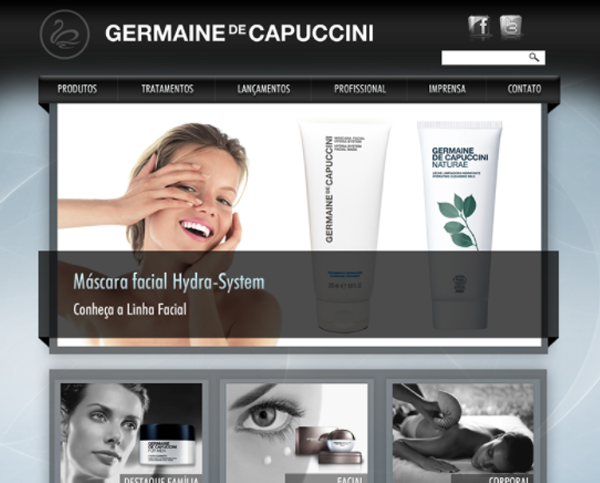 GERMAINE DE CAPUCCINI
PRODUTOS TRATAMENTOS LANÇAMENTOS PROFISSIONAL IMPRENSA CONTATO
GERMAINE DE CAPUCCINI
GERMAINE
DE CAPUCCINI
NATURAE
Máscara facial Hydra-System
Conheça a Linha Facial
GERMAINE
DE CAPUCCINI
FOR MEN
DESTAQUE FAMÍLIA
FACIAL
CORPORAL